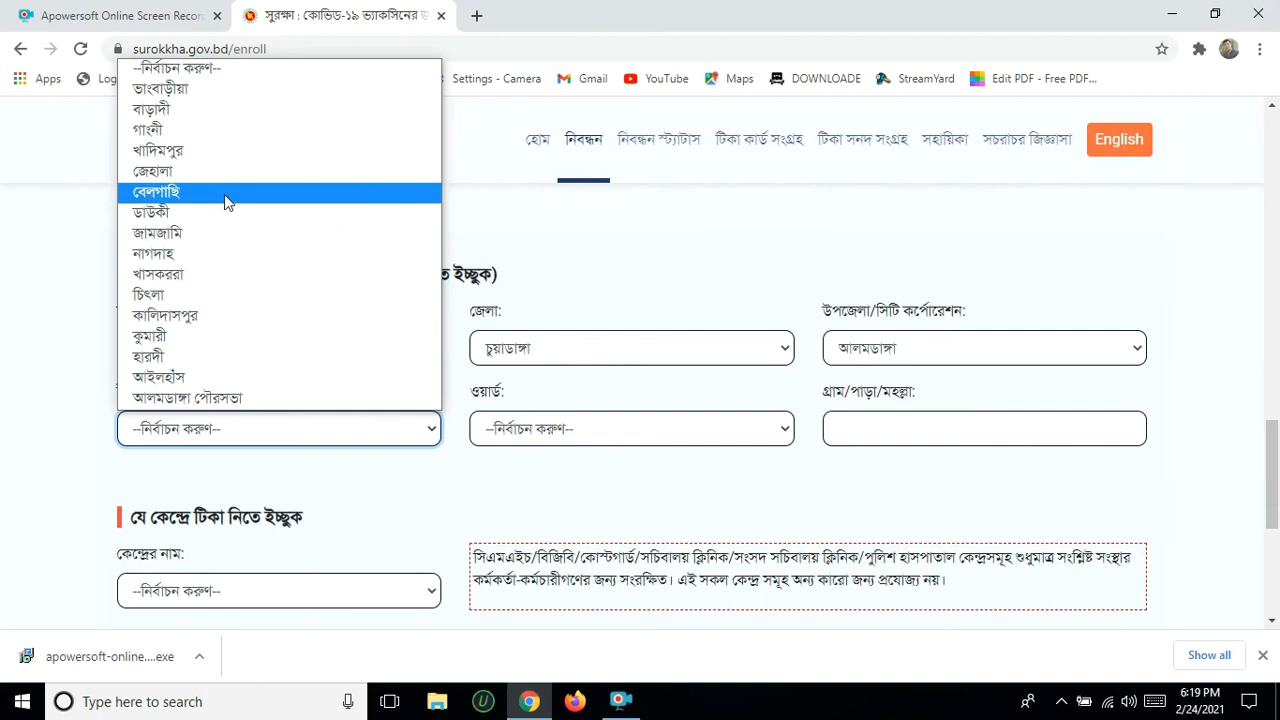 Apowersoft Online Screen Recor
সুরক্ষা : কোভিড-১৯ ভ্যাকসিনের
surokkha.gov.bd/enroll
Apps
Log
Settings - Camera
Gmail
YouTube
Maps
DOWNLOADE
StreamYard
Edit PDF - Free PDF...
হোম
নিবন্ধন
নিবন্ধন স্ট্যাটাস
টিকা কার্ড সংগ্রহ
টিকা সনদ সংগ্রহ
সহায়িকা
সচরাচর জিজ্ঞাসা
English
--নির্বাচন করুণ--
ভাংবাড়ীয়া
বাড়াদী
গাংনী
খাদিমপুর
জেহালা
বেলগাছি
ডাউকী
জামজামি
নাগদাহ
খাসকররা
চিৎলা
কালিদাসপুর
কুমারী
হারদী
আইলহাঁস
আলমডাঙ্গা পৌরসভা
ইচ্ছুক)
জেলা:
উপজেলা/সিটি কর্পোরেশন:
চুয়াডাঙ্গা
আলমডাঙ্গা
ওয়ার্ড:
গ্রাম/পাড়া/মহল্লা:
--নির্বাচন করুণ--
--নির্বাচন করুণ--
যে কেন্দ্রে টিকা নিতে ইচ্ছুক
কেন্দ্রের নাম:
--নির্বাচন করুণ--
সিএমএইচ/বিজিবি/কোস্টগার্ড/সচিবালয় ক্লিনিক/সংসদ সচিবালয় ক্লিনিক/পুলিশ হাসপাতাল কেন্দ্রসমূহ শুধুমাত্র সংশ্লিষ্ট সংস্থার
কর্মকর্তা-কর্মচারীগণের জন্য সংরক্ষিত। এই সকল কেন্দ্র সমূহ অন্য কারো জন্য প্রযোজ্য নয়।
apowersoft-online....exe
Show all
Type here to search
6:19 PM
2/24/2021